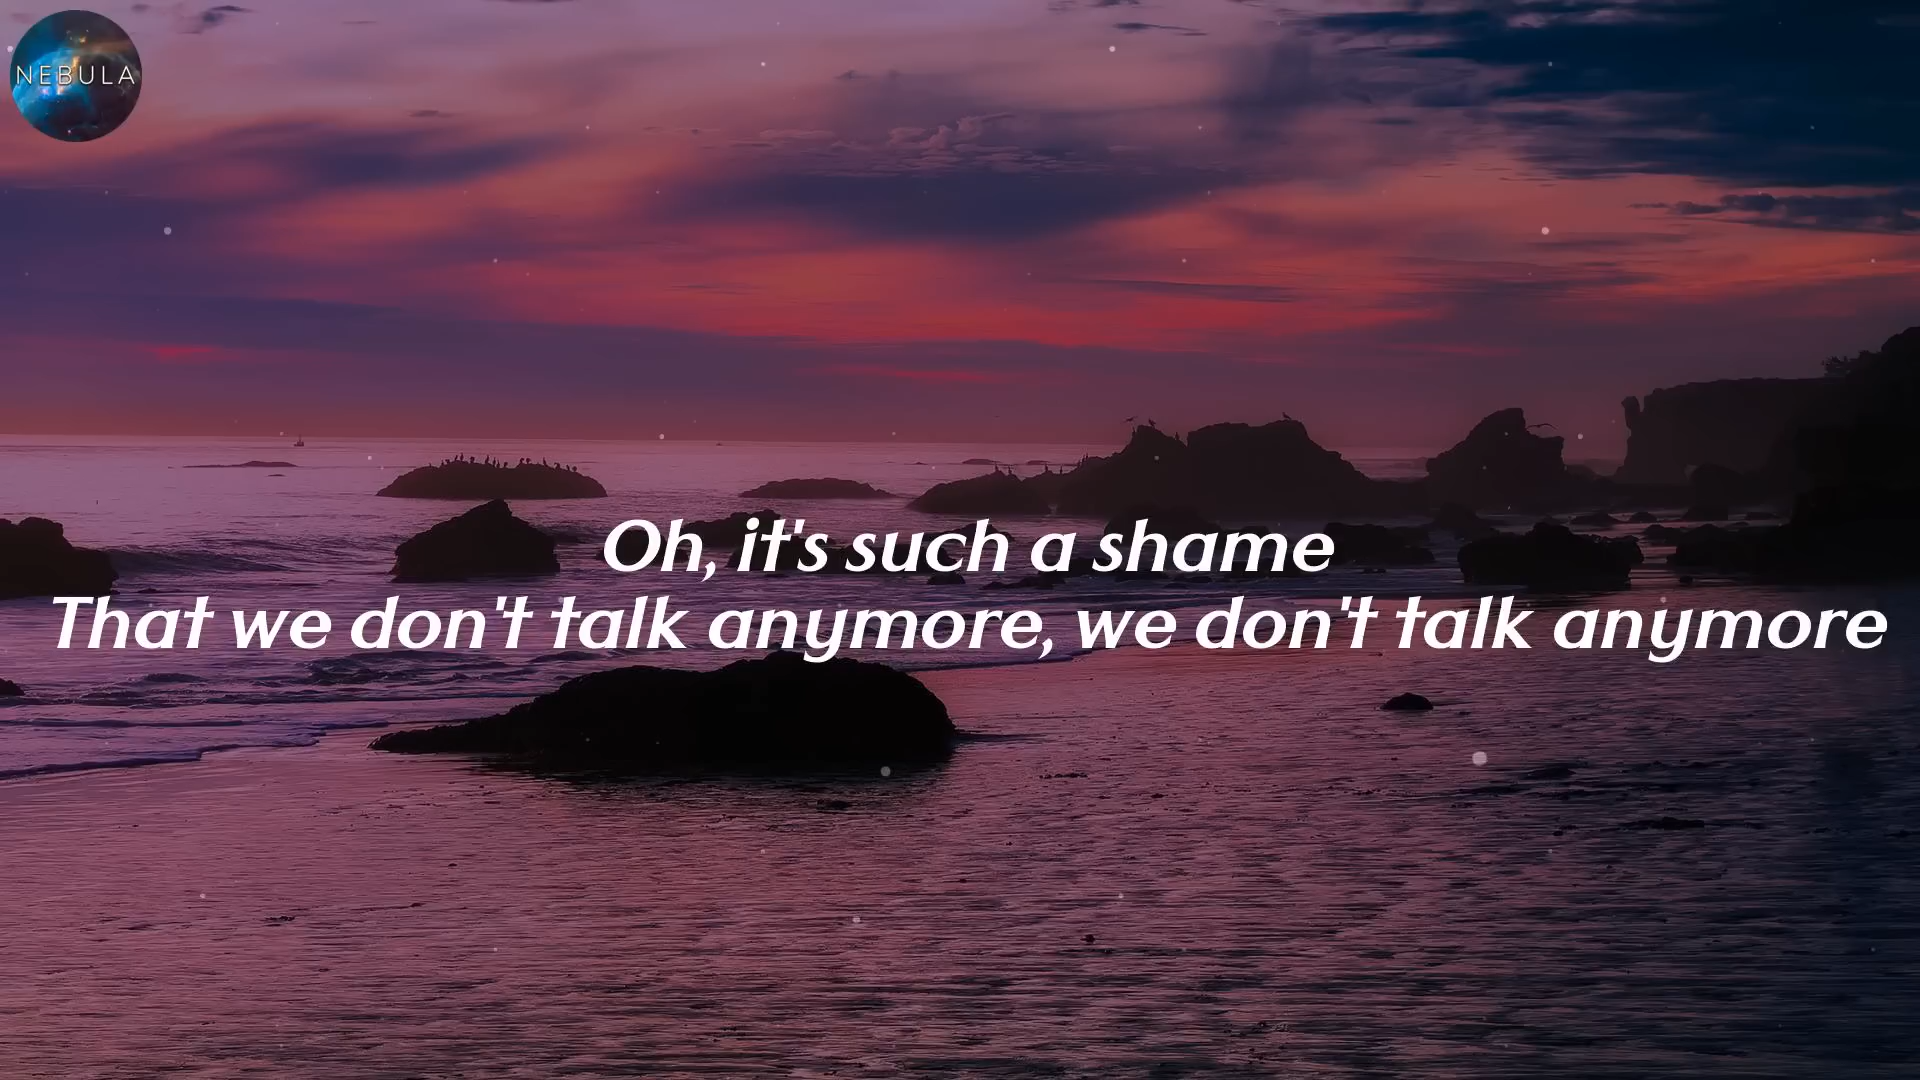 NEBULA
Oh, it's such a shame
That we don't talk anymore, we don't talk anymore